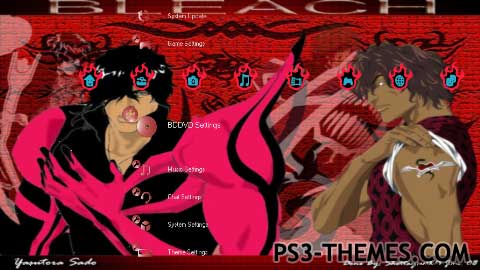 BLEACH
System Update
Game Settings
BD/DVD Settings
Music Settings
Chat Settings
System Settings
Theme Settings
Yasutora Sado
PS3-THEMES.COM